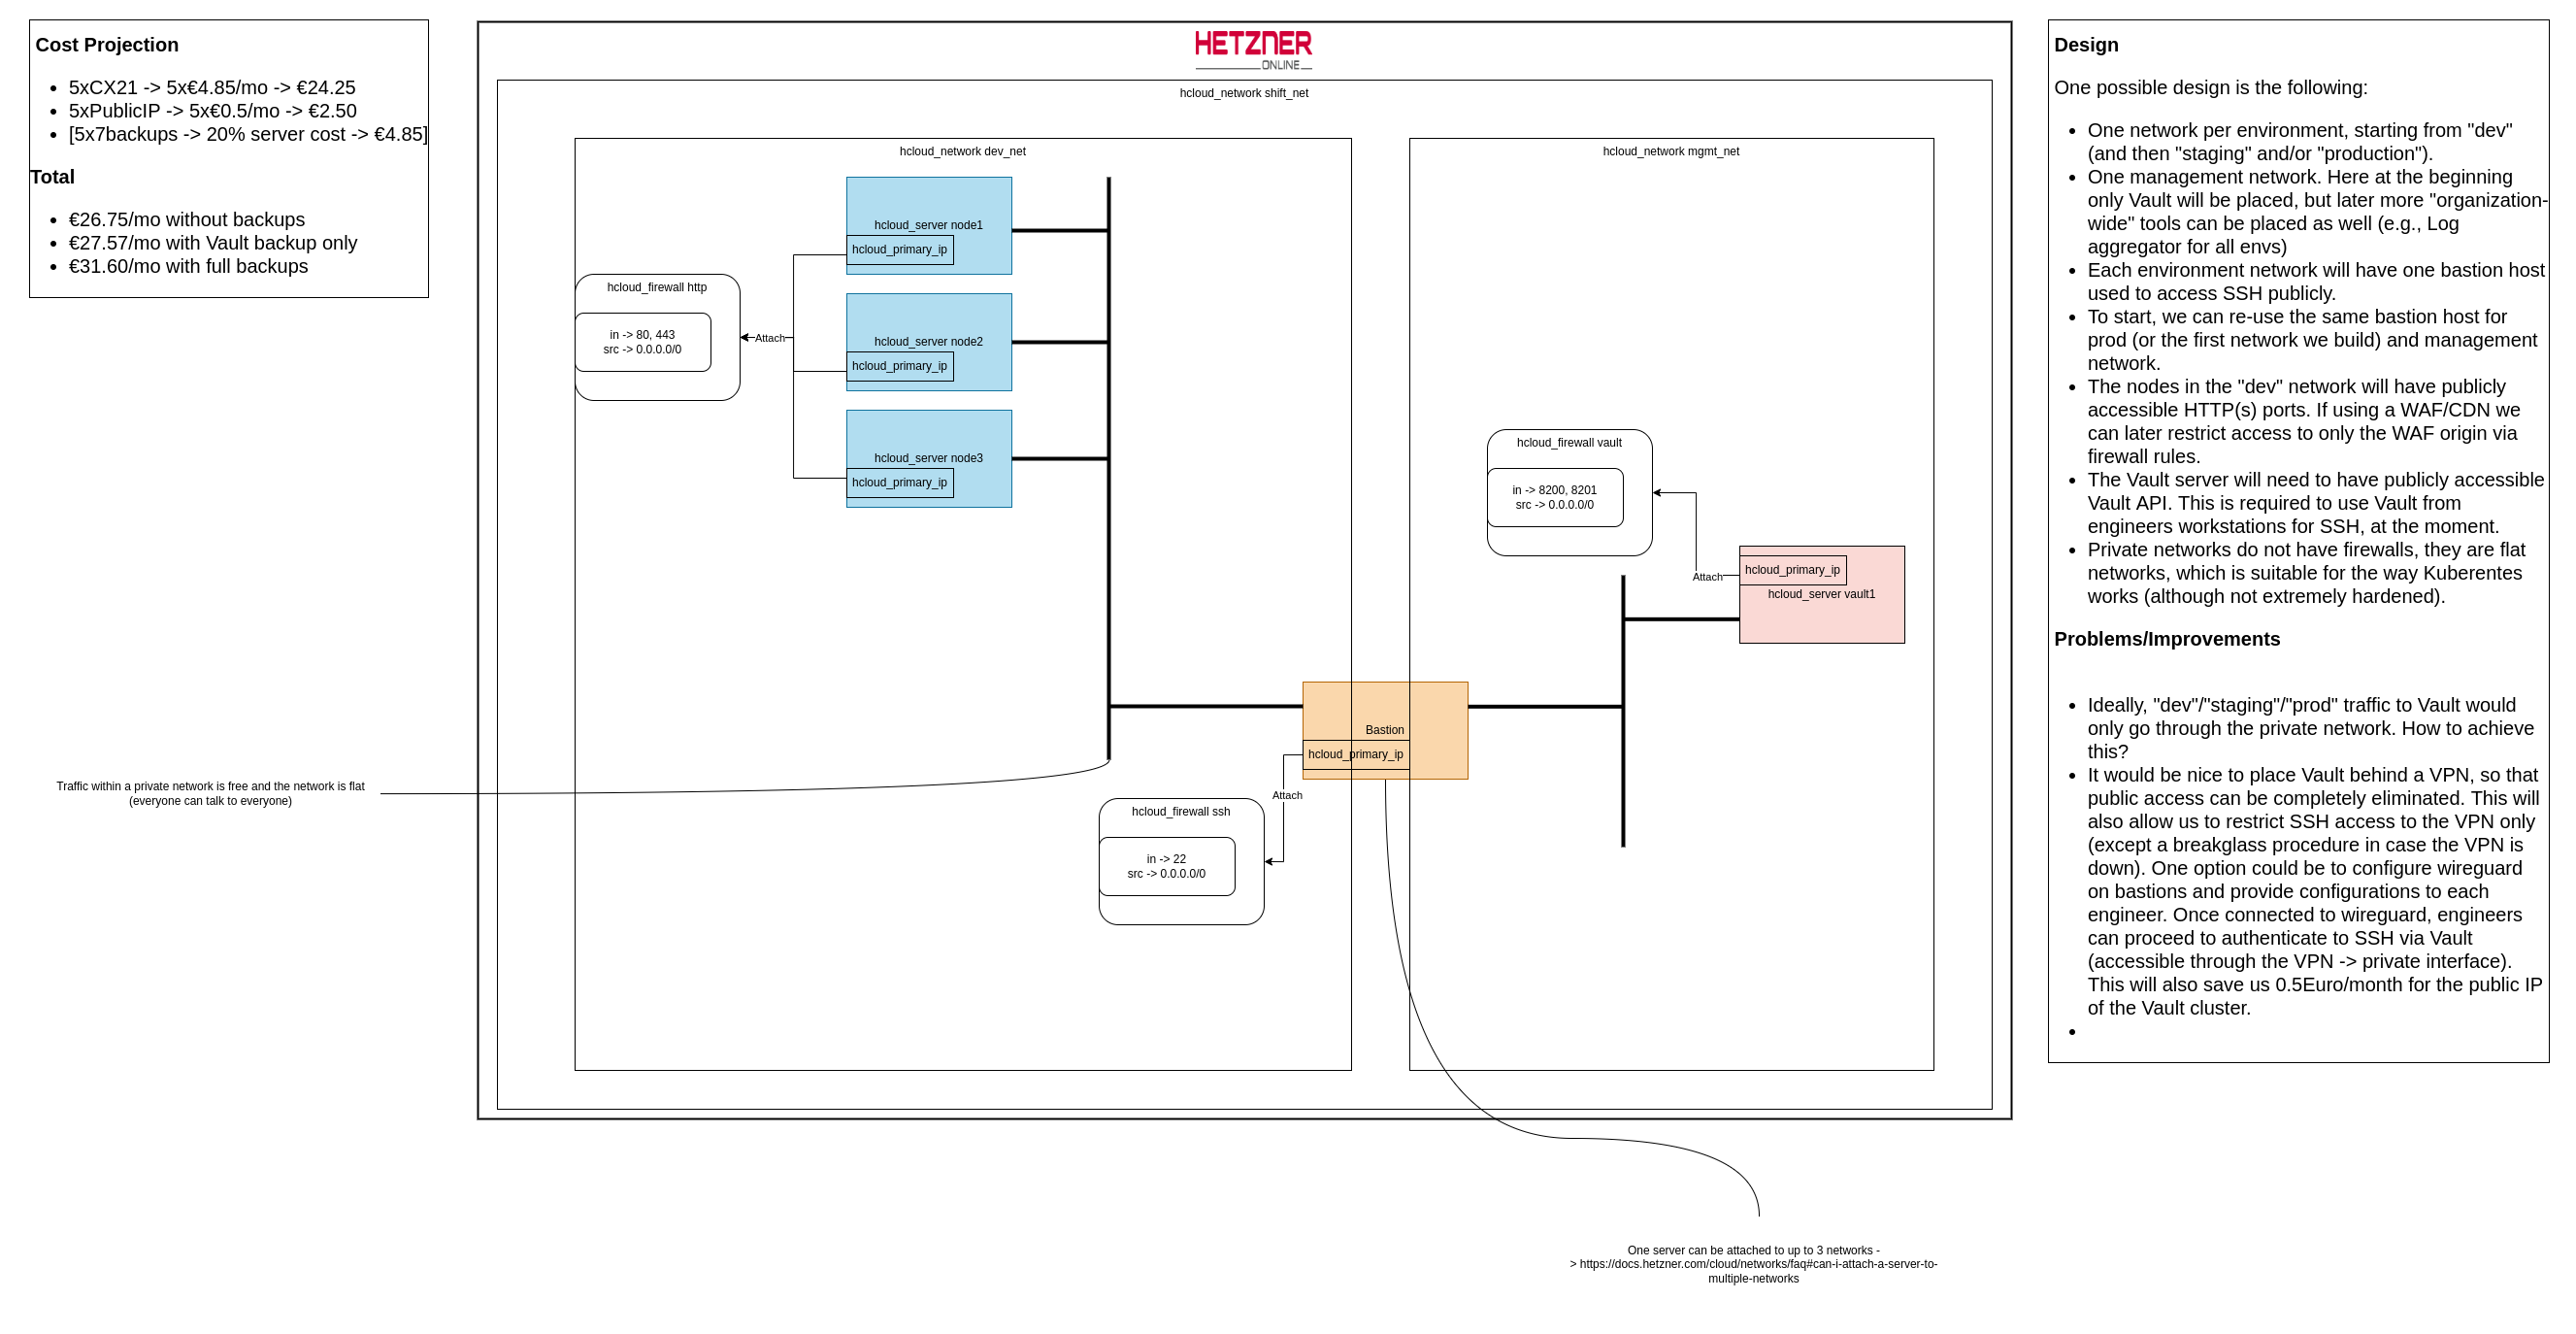 Cost Projection
5xCX21 -> 5x€4.85/mo -> €24.25
5xPublicIP -> 5x€0.5/mo -> €2.50
[5x7backups -> 20% server cost -> €4.85]
Total
€26.75/mo without backups
€27.57/mo with Vault backup only
€31.60/mo with full backups
HETZNER
ONLINE
hcloud_network shift_net
hcloud_network dev_net
hcloud_server node1
hcloud_primary_ip
hcloud_firewall http
in -> 80, 443
src -> 0.0.0.0/0
Attach
hcloud_server node2
hcloud_primary_ip
hcloud_server node3
hcloud_primary_ip
hcloud_network mgmt_net
hcloud_firewall vault
in -> 8200, 8201
src -> 0.0.0.0/0
Attach
hcloud_primary_ip
hcloud_server vault1
Bastion
hcloud_primary_ip
Attach
hcloud_firewall ssh
in -> 22
src -> 0.0.0.0/0
Traffic within a private network is free and the network is flat
(everyone can talk to everyone)
One server can be attached to up to 3 networks -
> https://docs.hetzner.com/cloud/networks/faq#can-i-attach-a-server-to-
multiple-networks
Design
One possible design is the following:
One network per environment, starting from "dev"
(and then "staging" and/or "production").
One management network. Here at the beginning
only Vault will be placed, but later more "organization-
wide" tools can be placed as well (e.g., Log
aggregator for all envs)
Each environment network will have one bastion host
used to access SSH publicly.
To start, we can re-use the same bastion host for
prod (or the first network we build) and management
network.
The nodes in the "dev" network will have publicly
accessible HTTP(s) ports. If using a WAF/CDN we
can later restrict access to only the WAF origin via
firewall rules.
The Vault server will need to have publicly accessible
Vault API. This is required to use Vault from
engineers workstations for SSH, at the moment.
Private networks do not have firewalls, they are flat
networks, which is suitable for the way Kuberentes
works (although not extremely hardened).
Problems/Improvements
Ideally, "dev"/"staging"/"prod" traffic to Vault would
only go through the private network. How to achieve
this?
It would be nice to place Vault behind a VPN, so that
public access can be completely eliminated. This will
also allow us to restrict SSH access to the VPN only
(except a breakglass procedure in case the VPN is
down). One option could be to configure wireguard
on bastions and provide configurations to each
engineer. Once connected to wireguard, engineers
can proceed to authenticate to SSH via Vault
(accessible through the VPN -> private interface).
This will also save us 0.5Euro/month for the public IP
of the Vault cluster.